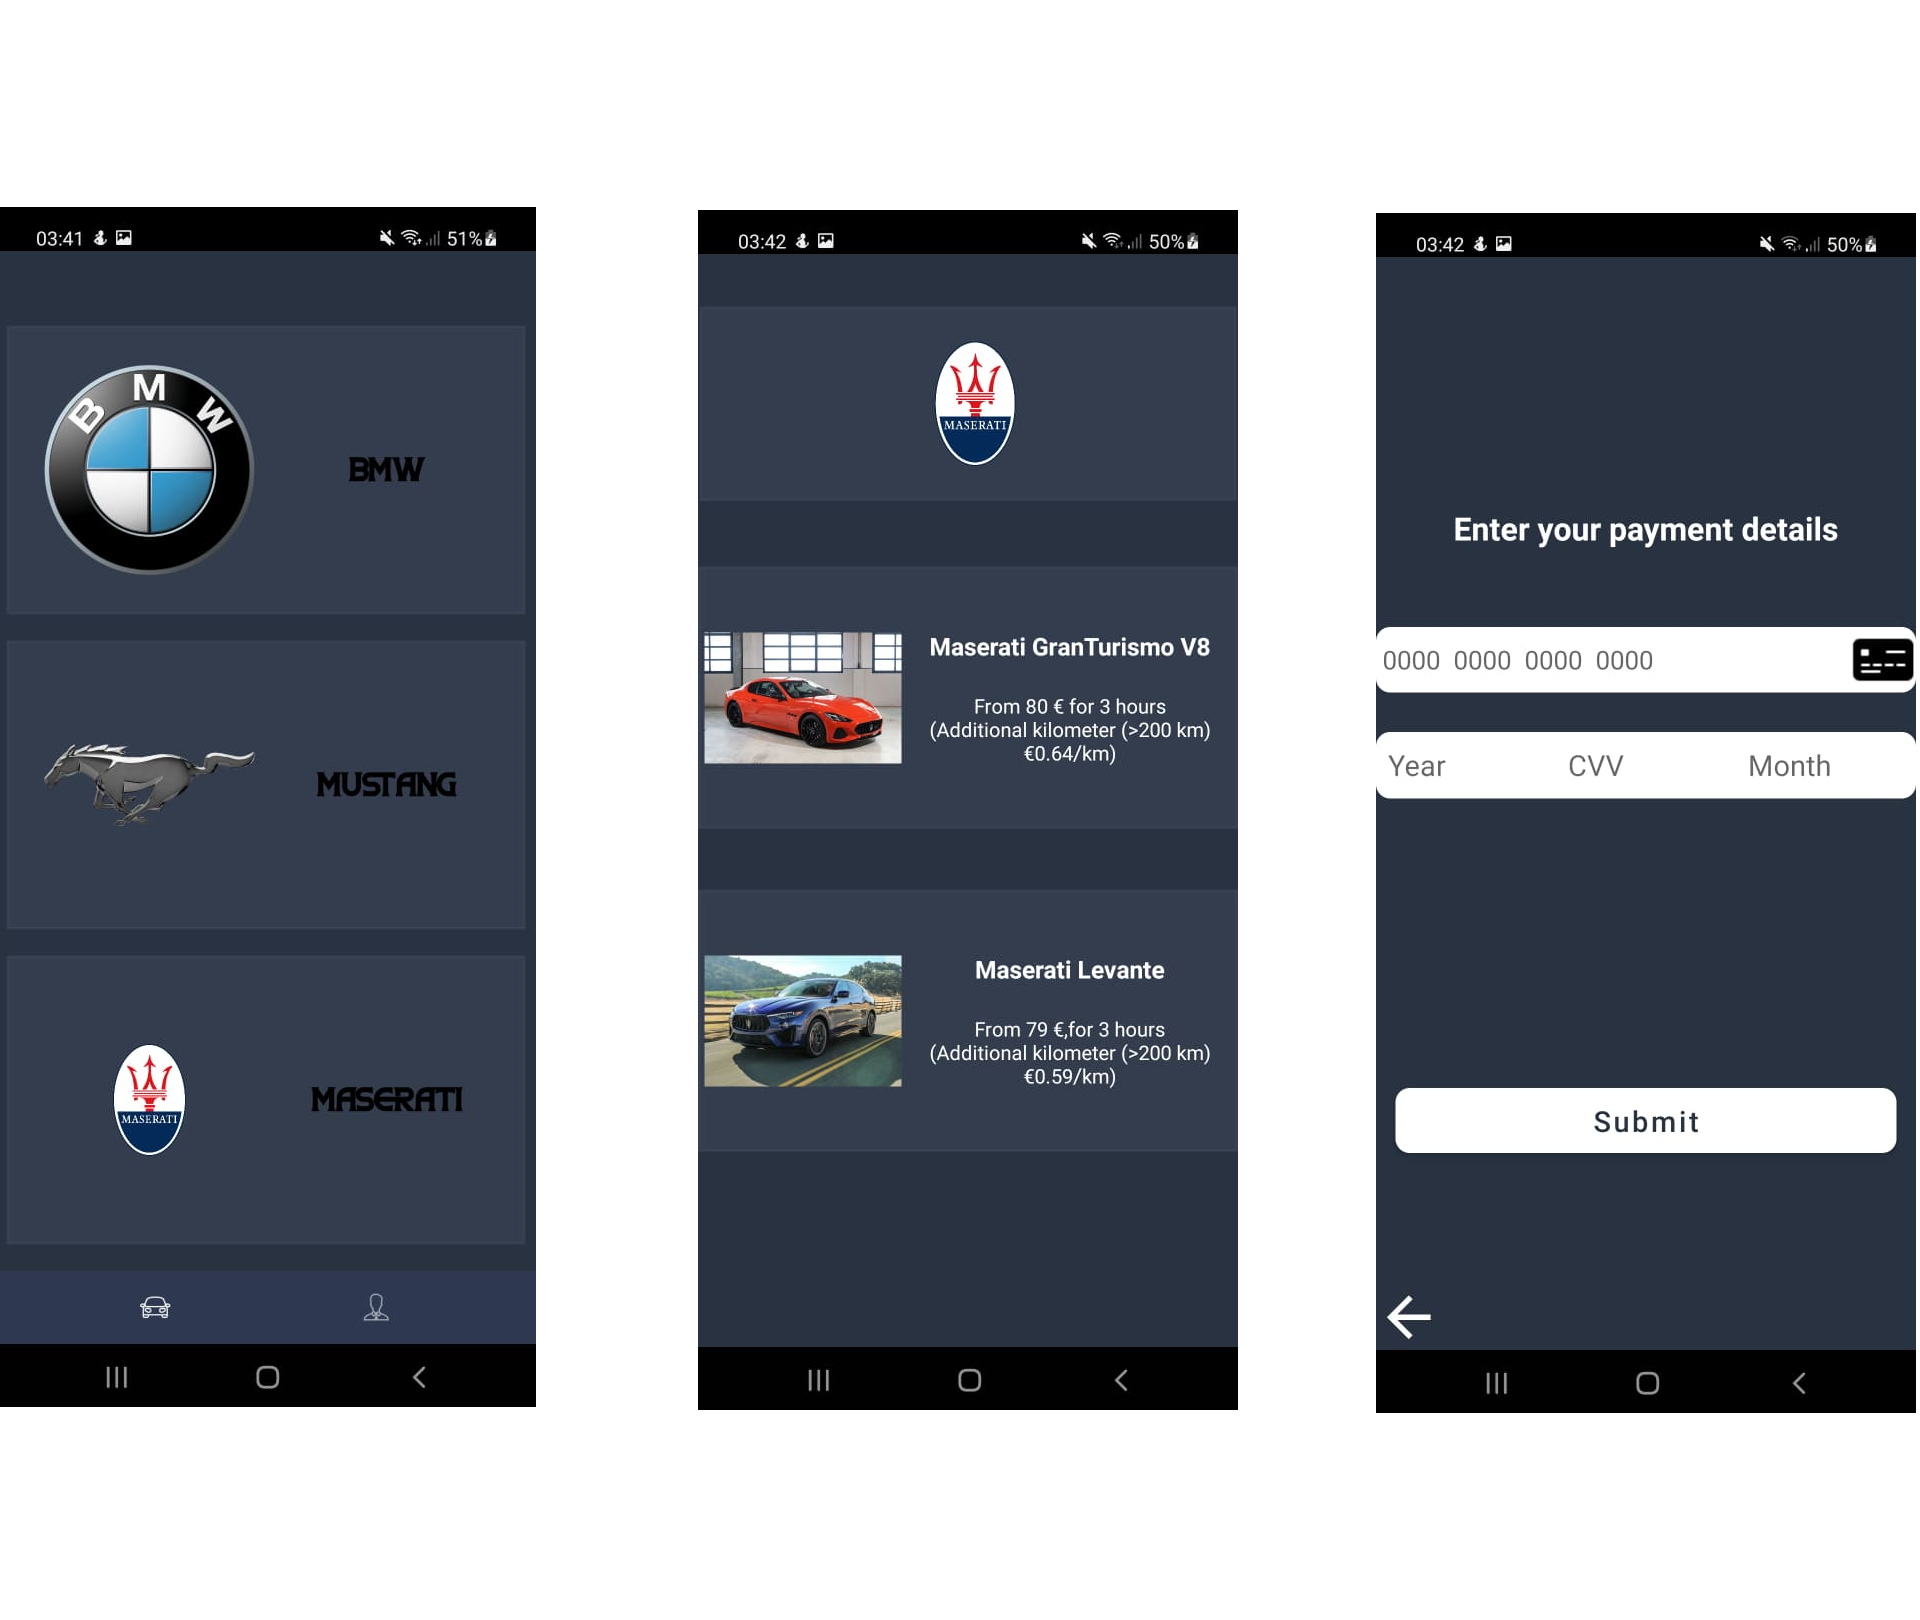 03:41
51%
BMW
BMW
MUSTANG
MASERATI
MASERATI
03:42
50%
MASERATI
Maserati GranTurismo V8
From 80 € for 3 hours
(Additional kilometer (>200 km)
€0.64/km)
Maserati Levante
From 79 €,for 3 hours
(Additional kilometer (>200 km)
€0.59/km)
03:42
50%
Enter your payment details
0000 0000 0000 0000
Year CVV Month
Submit